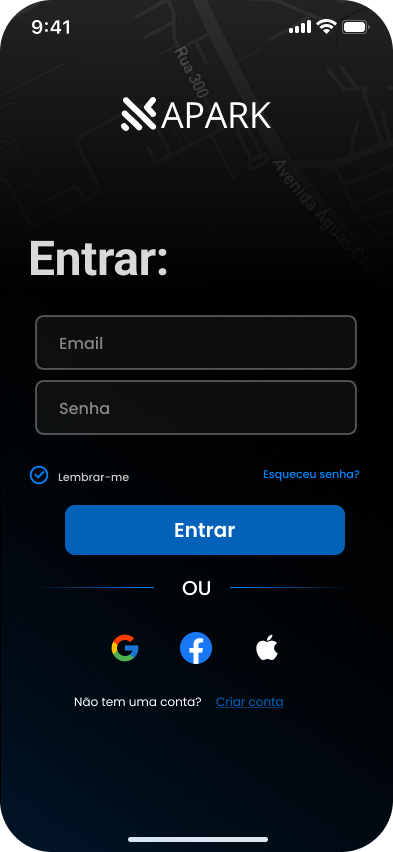 9:41
Rua 300
APARK
Avenida Águas Cla
Entrar:
Email
Senha
Lembrar-me
Esqueceu senha?
Entrar
OU
Não tem uma conta? Criar conta